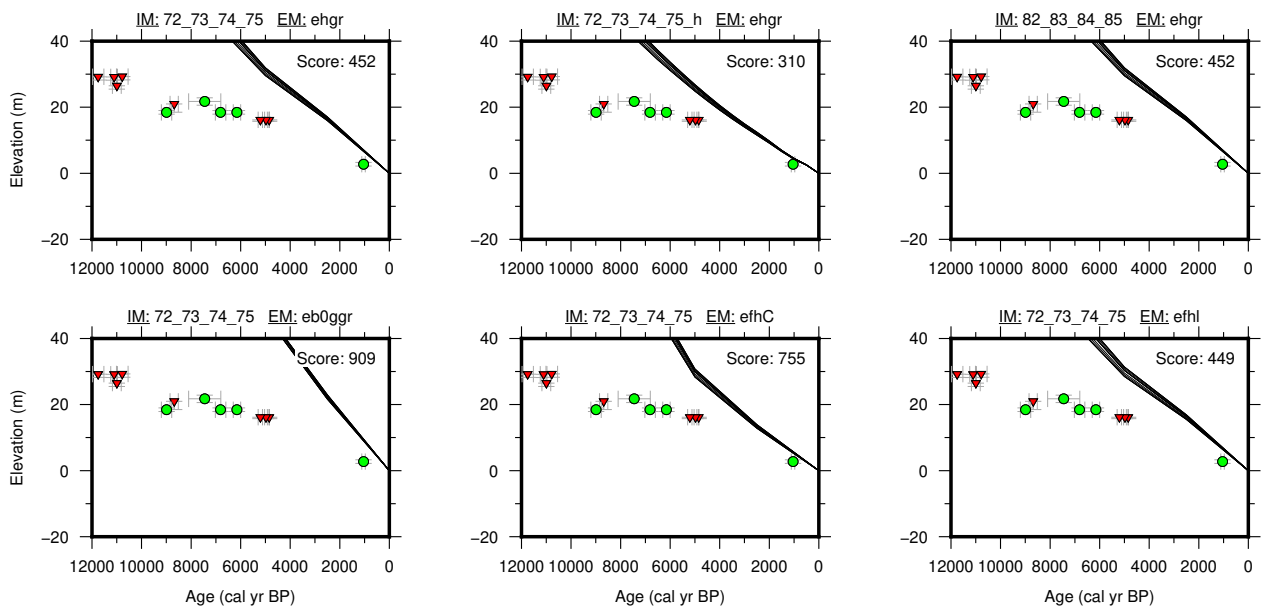 IM: 72_73_74_75 EM: ehgr
IM: 72_73_74_75_h EM: ehgr
IM: 82_83_84_85 EM: ehgr
40
20
0
−20
Elevation (m)
Score: 452
12000 10000 8000 6000 4000 2000 0
40
20
0
−20
Score: 310
12000 10000 8000 6000 4000 2000 0
40
20
0
−20
Score: 452
12000 10000 8000 6000 4000 2000 0
IM: 72_73_74_75 EM: eb0ggr
IM: 72_73_74_75 EM: efhC
IM: 72_73_74_75 EM: efhl
40
20
0
−20
Elevation (m)
Score: 909
12000 10000 8000 6000 4000 2000 0
Age (cal yr BP)
40
20
0
−20
Score: 755
12000 10000 8000 6000 4000 2000 0
Age (cal yr BP)
40
20
0
−20
Score: 449
12000 10000 8000 6000 4000 2000 0
Age (cal yr BP)